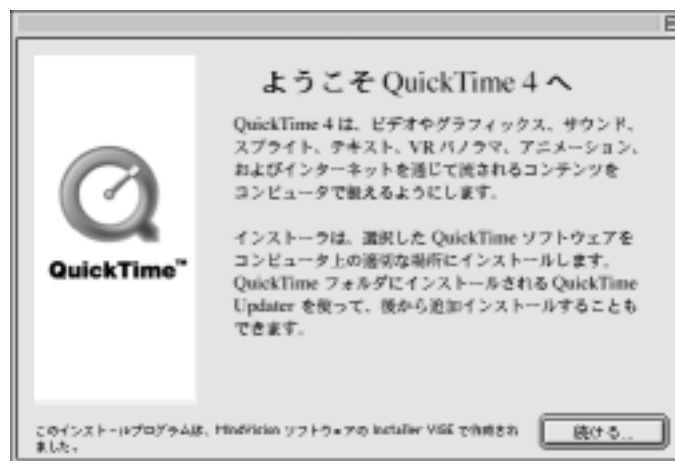 ようこそ QuickTime 4 へ
QuickTime 4 は、ビデオやグラフィックス、サウンド、
スプライト、テキスト、VR パノラマ、アニメーション、
およびインターネットを通じて流されるコンテンツを
コンピュータで扱えるようにします。
インストーラは、選択した QuickTime ソフトウェアを
コンピュータ上の適切な場所にインストールします。
QuickTime フォルダにインストールされる QuickTime
Updater を使って、後から追加インストールすることも
できます。
QuickTime™
このインストールプログラムは、MindVision ソフトウェアの Installer VISE で作成され
ました。
続ける...